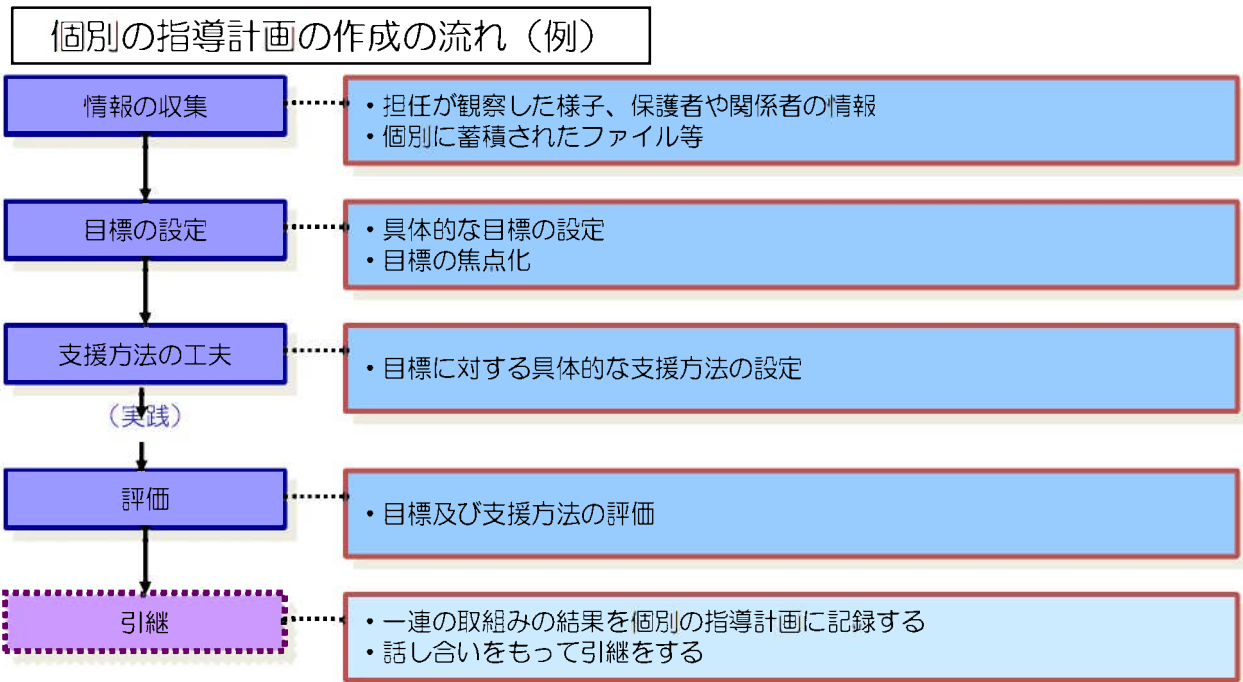 個別の指導計画の作成の流れ（例）
情報の収集
・担任が観察した様子、保護者や関係者の情報
・個別に蓄積されたファイル等
目標の設定
・具体的な目標の設定
・目標の焦点化
支援方法の工夫
・目標に対する具体的な支援方法の設定
（実践）
評価
・目標及び支援方法の評価
引継
・一連の取組みの結果を個別の指導計画に記録する
・話し合いをもって引継をする